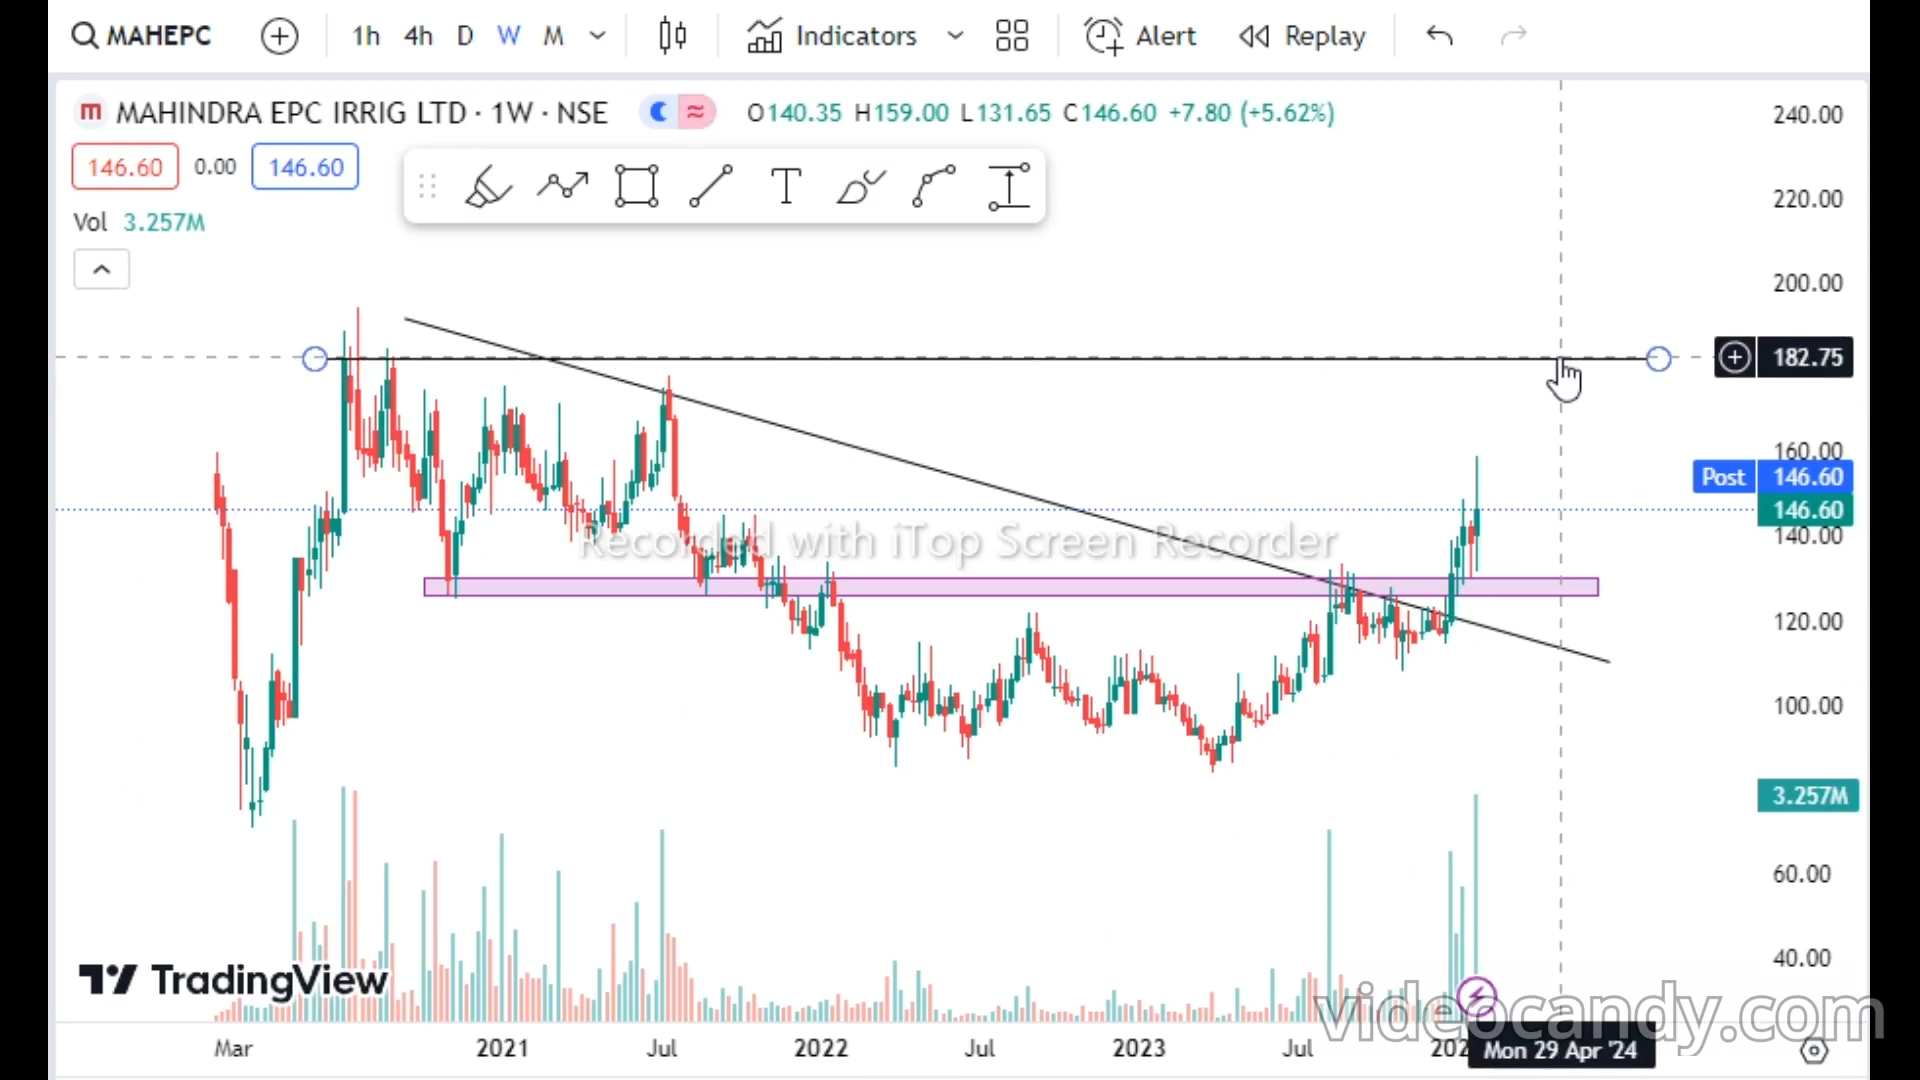 MAHEPC 1h 4h D W M Indicators Alert Replay
m MAHINDRA EPC IRRIG LTD · 1W · NSE O140.35 H159.00 L131.65 C146.60 +7.80 (+5.62%)
146.60 0.00 146.60
T
Vol 3.257M
240.00
220.00
200.00
182.75
160.00
Post 146.60
146.60
140.00
120.00
100.00
3.257M
60.00
40.00
Recorded with iTop Screen Recorder
TradingView
videocandy.com
Mar 2021 Jul 2022 Jul 2023 Jul Mon 29 Apr '24